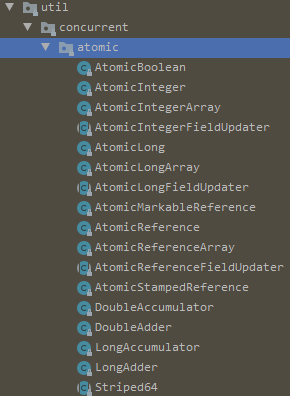 util
concurrent
atomic
AtomicBoolean
AtomicInteger
AtomicIntegerArray
AtomicIntegerFieldUpdater
AtomicLong
AtomicLongArray
AtomicLongFieldUpdater
AtomicMarkableReference
AtomicReference
AtomicReferenceArray
AtomicReferenceFieldUpdater
AtomicStampedReference
DoubleAccumulator
DoubleAdder
LongAccumulator
LongAdder
Striped64